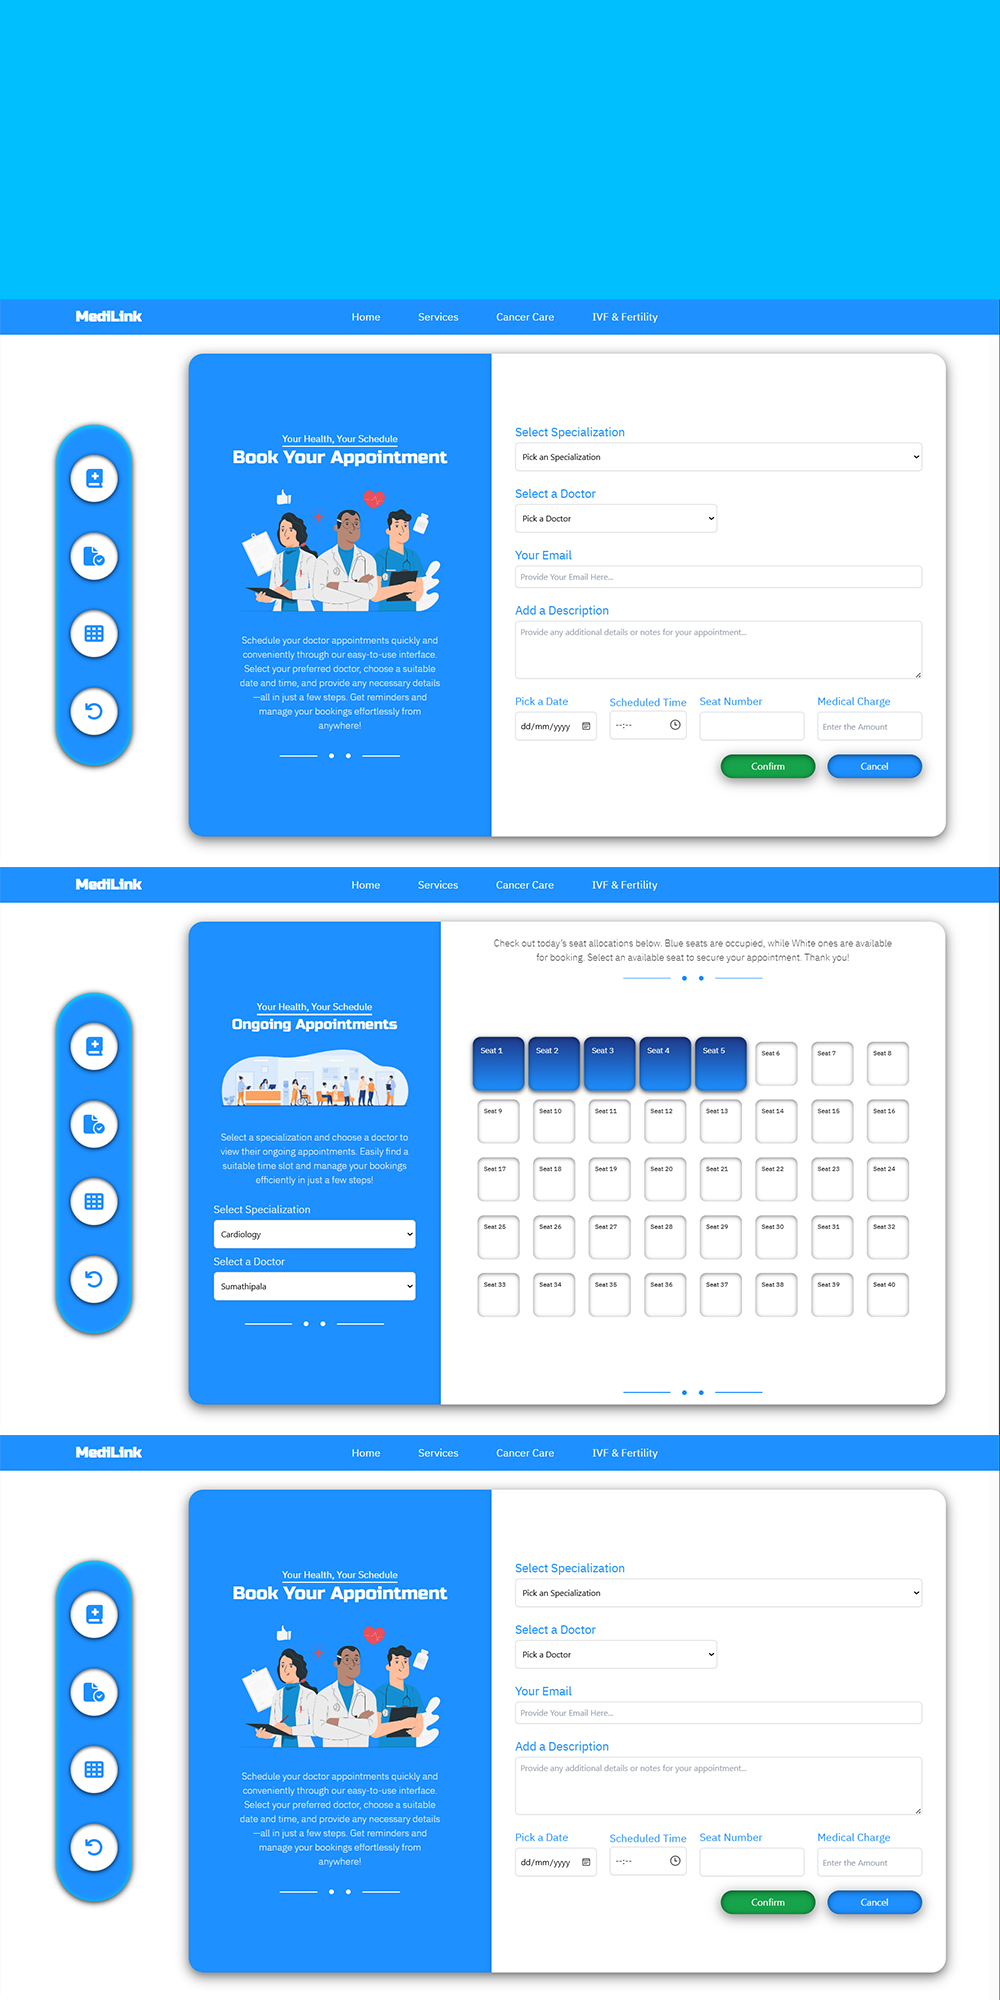 MediLink
Home Services Cancer Care IVF & Fertility
Your Health, Your Schedule
Book Your Appointment
Schedule your doctor appointments quickly and
conveniently through our easy-to-use interface.
Select your preferred doctor, choose a suitable
date and time, and provide any necessary details
—all in just a few steps. Get reminders and
manage your bookings effortlessly from
anywhere!
Select Specialization
Pick an Specialization
Select a Doctor
Pick a Doctor
Your Email
Provide Your Email Here...
Add a Description
Provide any additional details or notes for your appointment...
Pick a Date Scheduled Time Seat Number Medical Charge
dd/mm/yyyy --:-- Enter the Amount
Confirm Cancel
MediLink
Home Services Cancer Care IVF & Fertility
Your Health, Your Schedule
Ongoing Appointments
Select a specialization and choose a doctor to
view their ongoing appointments. Easily find a
suitable time slot and manage your bookings
efficiently in just a few steps!
Select Specialization
Cardiology
Select a Doctor
Sumathipala
Check out today's seat allocations below. Blue seats are occupied, while White ones are available
for booking. Select an available seat to secure your appointment. Thank you!
Seat 1 Seat 2 Seat 3 Seat 4 Seat 5 Seat 6 Seat 7 Seat 8
Seat 9 Seat 10 Seat 11 Seat 12 Seat 13 Seat 14 Seat 15 Seat 16
Seat 17 Seat 18 Seat 19 Seat 20 Seat 21 Seat 22 Seat 23 Seat 24
Seat 25 Seat 26 Seat 27 Seat 28 Seat 29 Seat 30 Seat 31 Seat 32
Seat 33 Seat 34 Seat 35 Seat 36 Seat 37 Seat 38 Seat 39 Seat 40
MediLink
Home Services Cancer Care IVF & Fertility
Your Health, Your Schedule
Book Your Appointment
Schedule your doctor appointments quickly and
conveniently through our easy-to-use interface.
Select your preferred doctor, choose a suitable
date and time, and provide any necessary details
—all in just a few steps. Get reminders and
manage your bookings effortlessly from
anywhere!
Select Specialization
Pick an Specialization
Select a Doctor
Pick a Doctor
Your Email
Provide Your Email Here...
Add a Description
Provide any additional details or notes for your appointment...
Pick a Date Scheduled Time Seat Number Medical Charge
dd/mm/yyyy --:-- Enter the Amount
Confirm Cancel